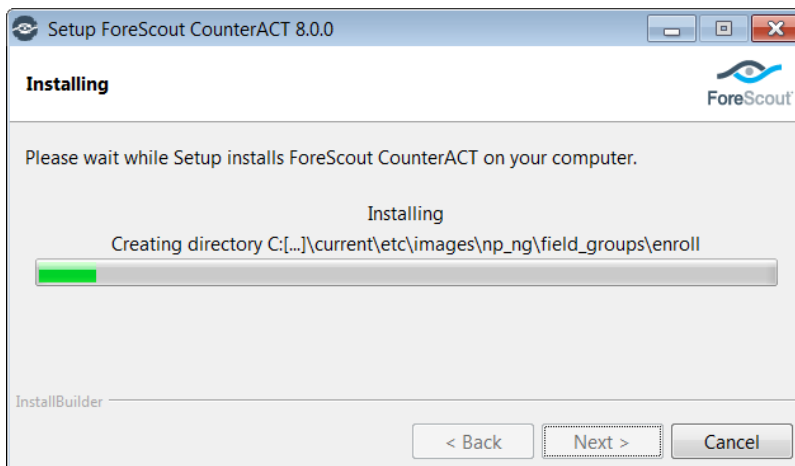 Setup ForeScout CounterACT 8.0.0
Installing
ForeScout
Please wait while Setup installs ForeScout CounterACT on your computer.
Installing
Creating directory C:[...]\current\etc\images\np_ng\field_groups\enroll
InstallBuilder
< Back Next > Cancel